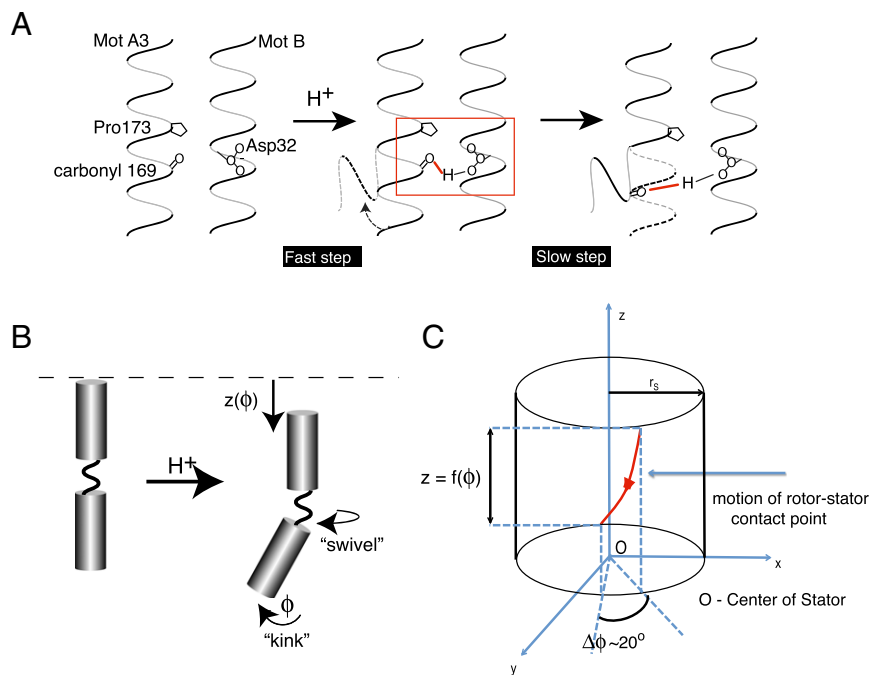 A
Mot A3
Mot B
H+
Pro173
Asp32
carbonyl 169
O
O
O
-
O
H
O
O
O
H
O
O
Fast step
Slow step
B
z(ϕ)
H+
"swivel"
ϕ
"kink"
C
z
rS
z = f(ϕ)
motion of rotor-stator
contact point
O
x
O - Center of Stator
Δϕ~20o
y